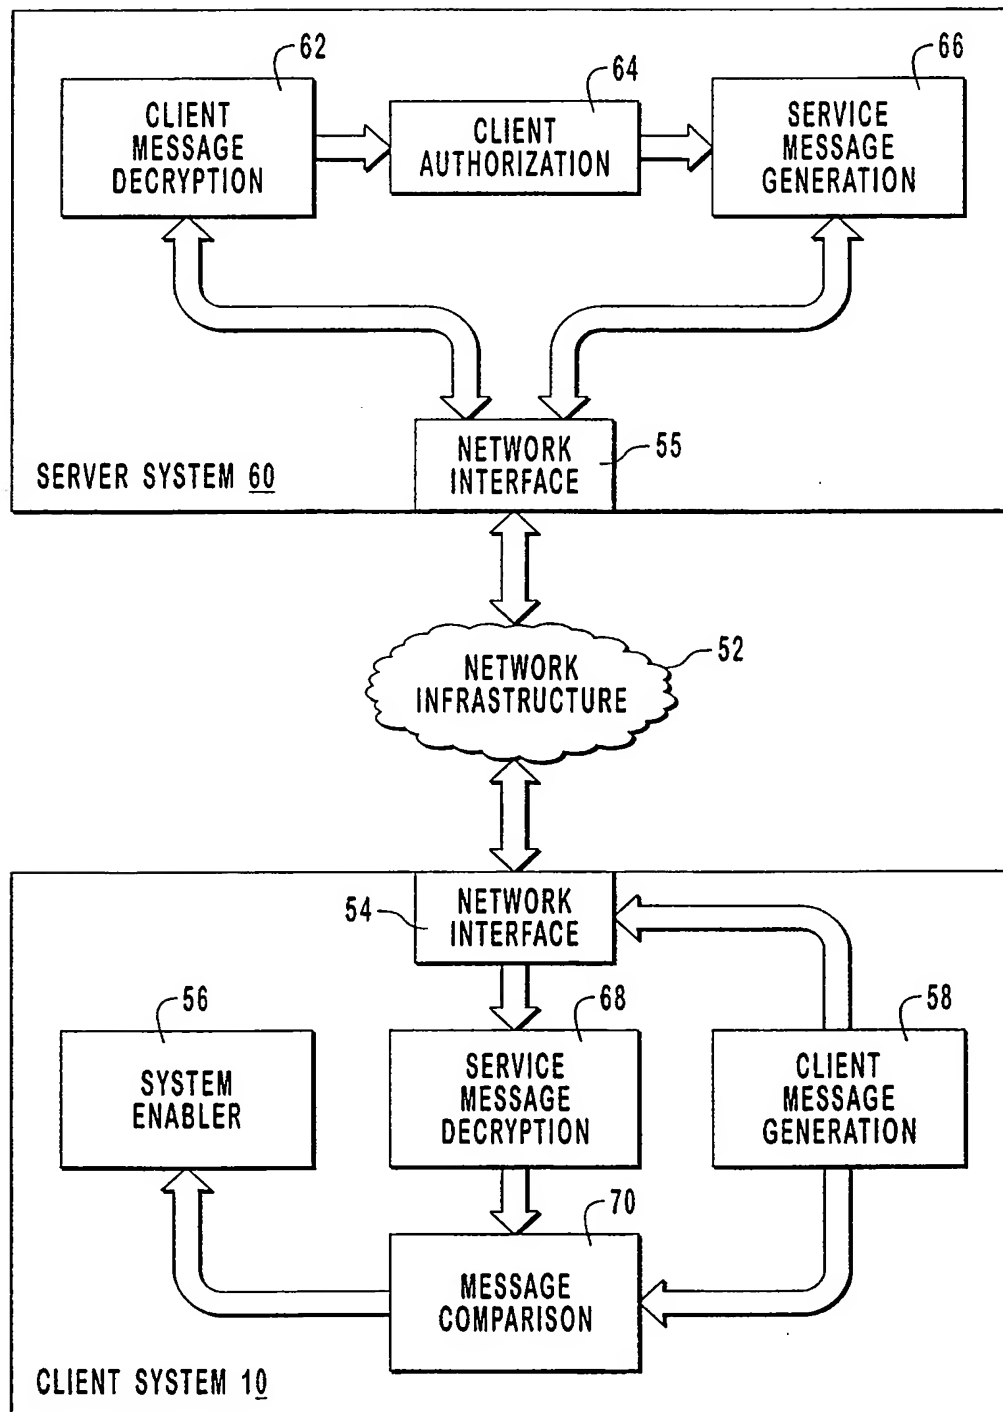 62
64
66
CLIENT
MESSAGE
DECRYPTION
CLIENT
AUTHORIZATION
SERVICE
MESSAGE
GENERATION
NETWORK
INTERFACE
55
SERVER SYSTEM 60
NETWORK
INFRASTRUCTURE
52
54
NETWORK
INTERFACE
56
68
58
SYSTEM
ENABLER
SERVICE
MESSAGE
DECRYPTION
CLIENT
MESSAGE
GENERATION
70
MESSAGE
COMPARISON
CLIENT SYSTEM 10